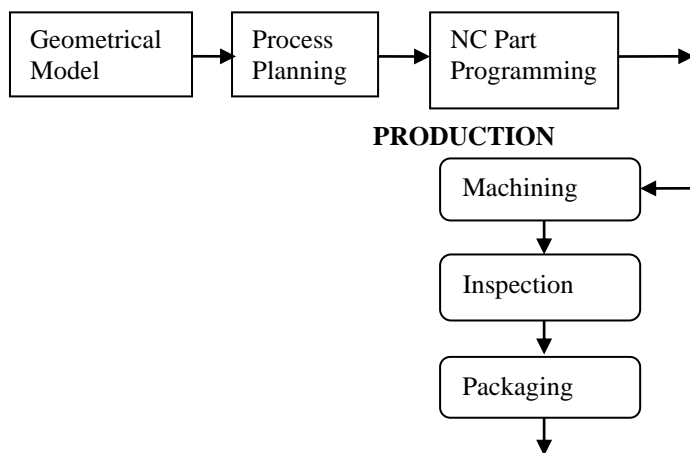 Geometrical
Model
Process
Planning
NC Part
Programming
PRODUCTION
Machining
Inspection
Packaging